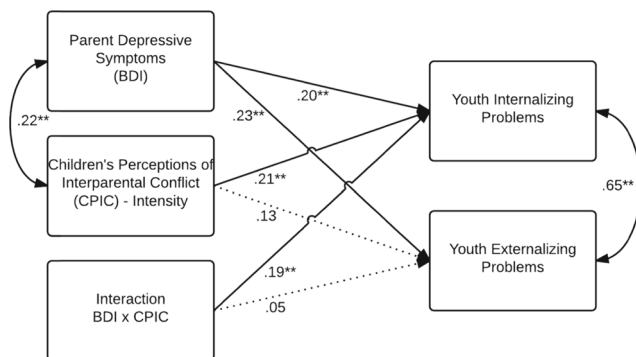 Parent Depressive
Symptoms
(BDI)
.22**
Children's Perceptions of
Interparental Conflict
(CPIC) - Intensity
Interaction
BDI x CPIC
.20**
.23**
.21**
.13
.19**
.05
Youth Internalizing
Problems
.65**
Youth Externalizing
Problems